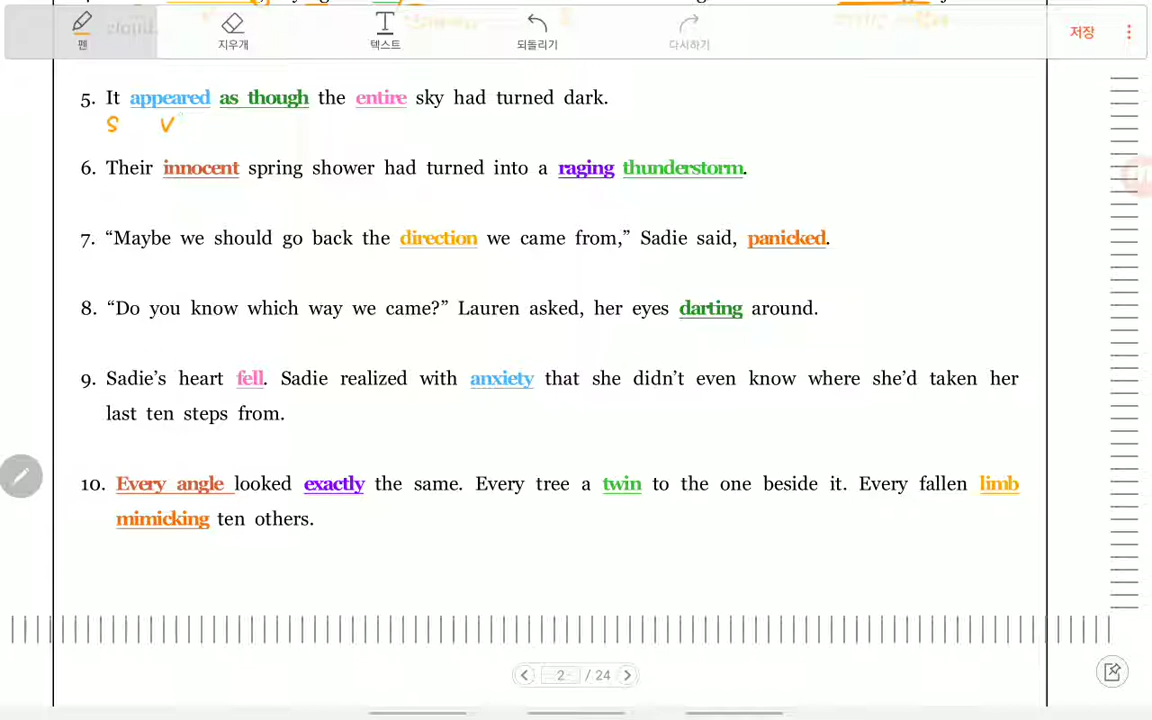 펜
지우개
텍스트
되돌리기
다시하기
저장
5. It appeared as though the entire sky had turned dark.
S V
6. Their innocent spring shower had turned into a raging thunderstorm.
7. “Maybe we should go back the direction we came from,” Sadie said, panicked.
8. “Do you know which way we came?” Lauren asked, her eyes darting around.
9. Sadie’s heart fell. Sadie realized with anxiety that she didn’t even know where she’d taken her
last ten steps from.
10. Every angle looked exactly the same. Every tree a twin to the one beside it. Every fallen limb
mimicking ten others.
2 / 24